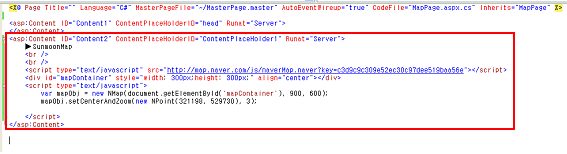 <%@ Page Title="" Language="C#" MasterPageFile="~/MasterPage.master" AutoEventWireup="true" CodeFile="MapPage.aspx.cs" Inherits="MapPage" %>
<asp:Content ID="Content1" ContentPlaceHolderID="head" Runat="Server">
</asp:Content>
<asp:Content ID="Content2" ContentPlaceHolderID="ContentPlaceHolder1" Runat="Server">
▶SunmoonMap
<br />
<br />
<script type="text/javascript" src="http://map.naver.com/js/naverMap.naver?key=c3d9c9c309e52ec30c97dee519baa56e"></script>
<div id="mapContainer" style="width: 300px;height: 300px;" align="center"></div>
<script type="text/javascript">
var mapObj = new NMap(document.getElementById('mapContainer'), 900, 600);
mapObj.setCenterAndZoom(new NPoint(321198, 529730), 3);
</script>
</asp:Content>